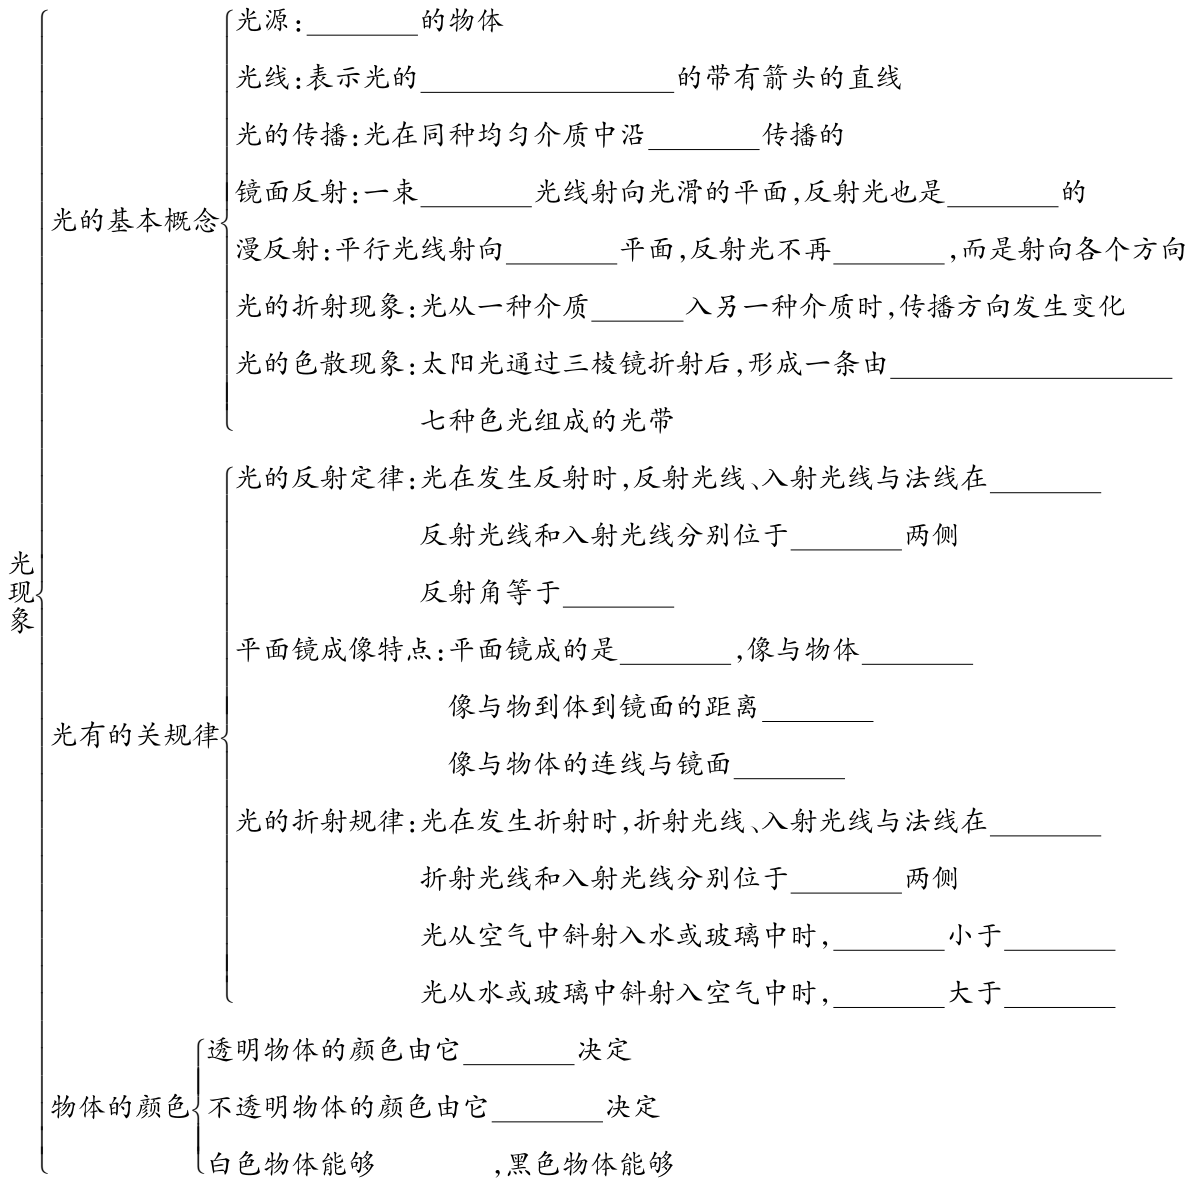 光源:________的物体
光线:表示光的__________________的带有箭头的直线
光的传播:光在同种均匀介质中沿________传播的
镜面反射:一束________光线射向光滑的平面,反射光也是________的
光的基本概念
漫反射:平行光线射向________平面,反射光不再________,而是射向各个方向
光的折射现象:光从一种介质______入另一种介质时,传播方向发生变化
光的色散现象:太阳光通过三棱镜折射后,形成一条由____________________
七种色光组成的光带
光的反射定律:光在发生反射时,反射光线、入射光线与法线在________
反射光线和入射光线分别位于________两侧
光现象
反射角等于________
平面镜成像特点:平面镜成的是________,像与物体________
像与物到体到镜面的距离________
光有的关规律
像与物体的连线与镜面________
光的折射规律:光在发生折射时,折射光线、入射光线与法线在________
折射光线和入射光线分别位于________两侧
光从空气中斜射入水或玻璃中时,________小于________
光从水或玻璃中斜射入空气中时,________大于________
透明物体的颜色由它________决定
物体的颜色
不透明物体的颜色由它________决定
白色物体能够 ,黑色物体能够